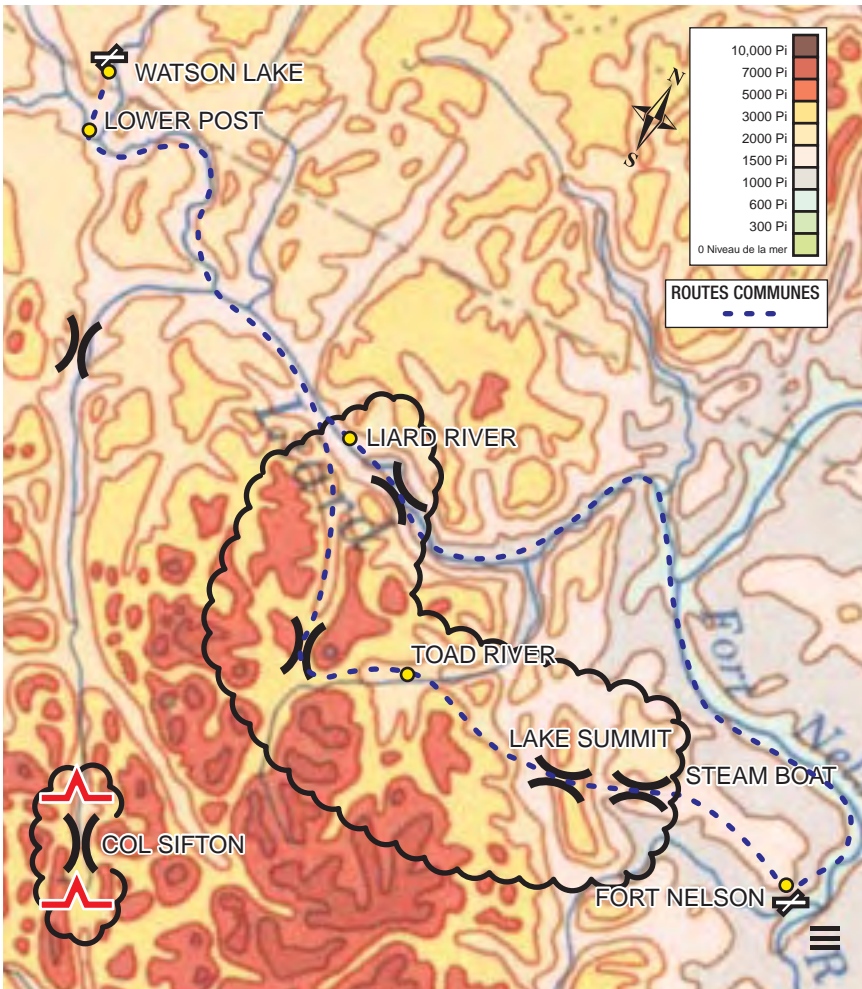 WATSON LAKE
LOWER POST
N
S
10,000 Pi
7000 Pi
5000 Pi
3000 Pi
2000 Pi
1500 Pi
1000 Pi
600 Pi
300 Pi
0 Niveau de la mer
ROUTES COMMUNES
Liard
LIARD RIVER
TOAD RIVER
Fort
Nel
LAKE SUMMIT
STEAM BOAT
COL SIFTON
FORT NELSON
R